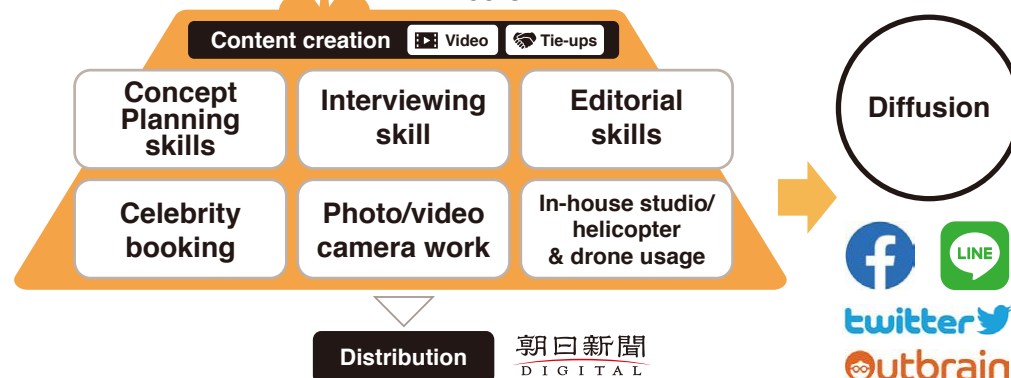 Content creation Video Tie-ups
Concept
Planning
skills
Interviewing
skill
Editorial
skills
Celebrity
booking
Photo/video
camera work
In-house studio/
helicopter
& drone usage
Diffusion
LINE
twitter
Outbrain
Distribution
朝日新聞
DIGITAL